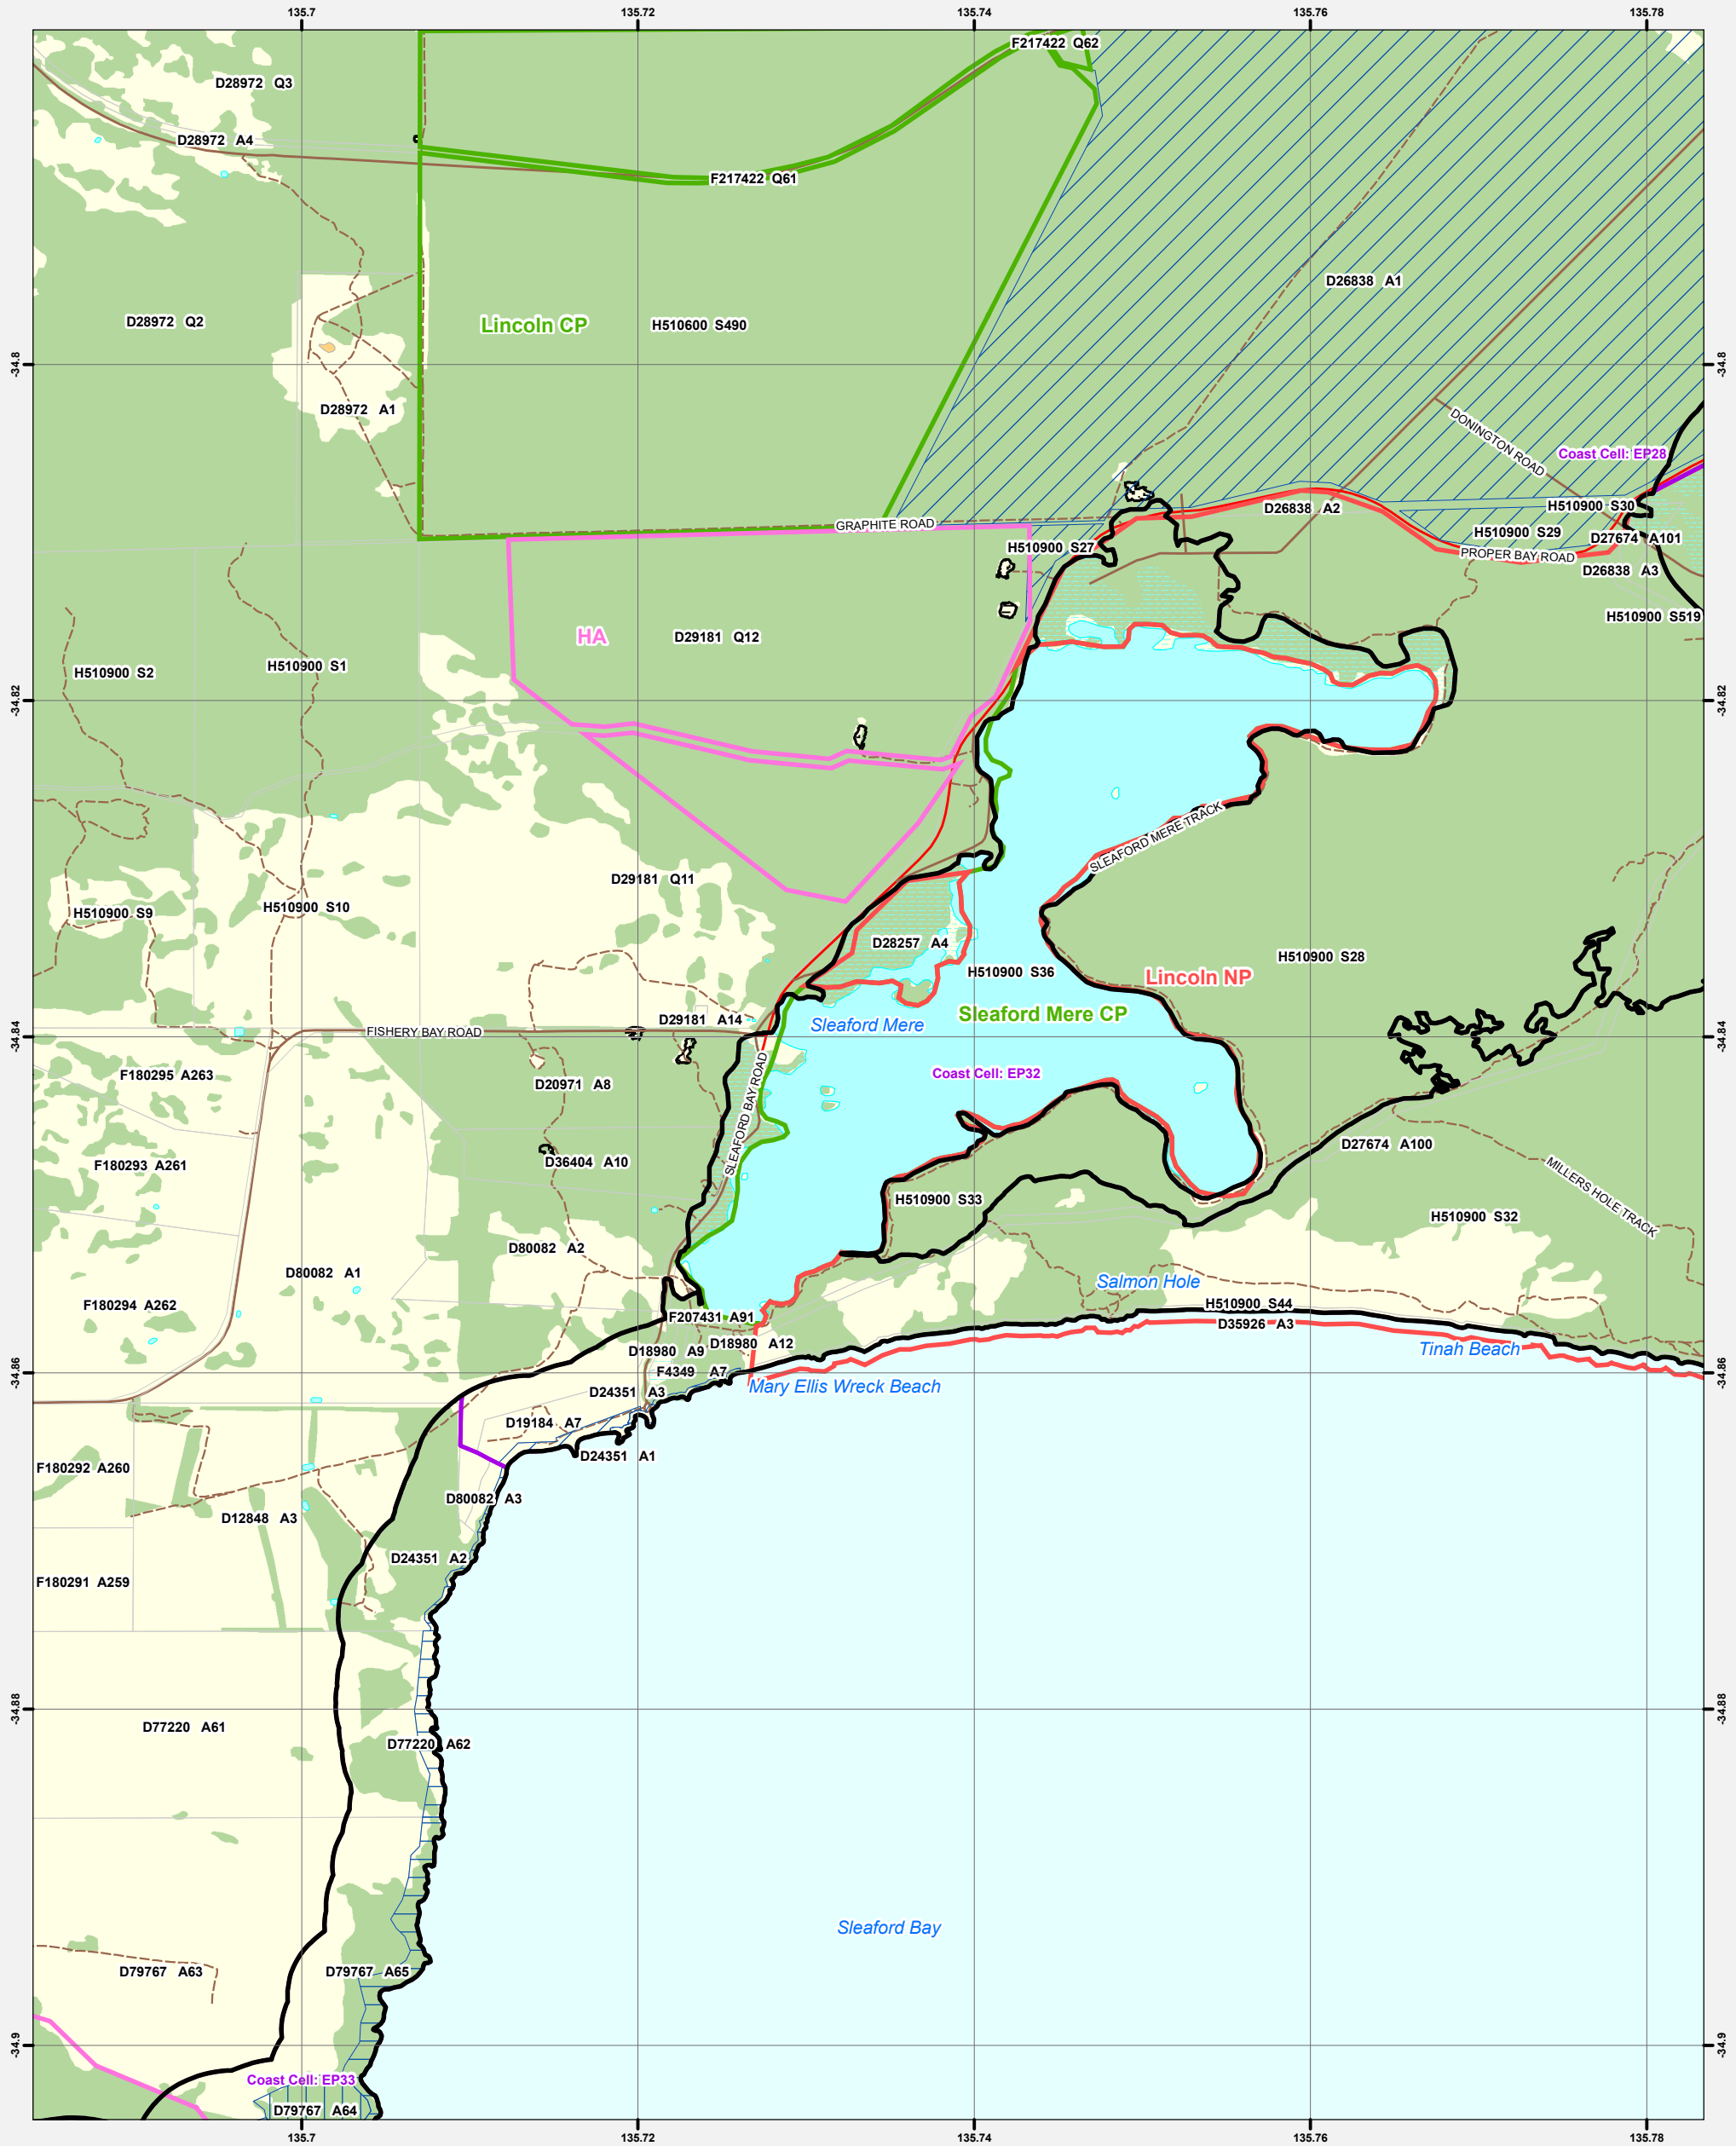 135.7 135.72 135.74 135.76 135.78
F217422 Q62
D28972 Q3
D28972 A4
F217422 Q61
D26838 A1
D28972 Q2
Lincoln CP
H510600 S490
-34.8
-34.8
D28972 A1
DONINGTON ROAD
Coast Cell: EP28
D26838 A2
H510900 S30
GRAPHITE ROAD
H510900 S29
D27674 A101
H510900 S27
PROPER BAY ROAD
D26838 A3
H510900 S519
HA
D29181 Q12
H510900 S2
H510900 S1
-34.82
-34.82
SLEAFORD MERE TRACK
D29181 Q11
H510900 S9
H510900 S10
D28257 A4
H510900 S28
H510900 S36
Lincoln NP
Sleaford Mere CP
D29181 A14
Sleaford Mere
FISHERY BAY ROAD
-34.84
-34.84
F180295 A263
Coast Cell: EP32
D20971 A8
SLEAFORD BAY ROAD
D27674 A100
F180293 A261
D36404 A10
MILLERS HOLE TRACK
H510900 S33
H510900 S32
D80082 A2
D80082 A1
Salmon Hole
F180294 A262
H510900 S44
F207431 A91
D35926 A3
D18980 A12
D18980 A9
Tinah Beach
F4349 A7
-34.86
-34.86
Mary Ellis Wreck Beach
D24351 A3
D19184 A7
D24351 A1
F180292 A260
D80082 A3
D12848 A3
D24351 A2
F180291 A259
-34.88
-34.88
D77220 A61
D77220 A62
Sleaford Bay
D79767 A63
D79767 A65
-34.9
-34.9
Coast Cell: EP33
D79767 A64
135.7 135.72 135.74 135.76 135.78